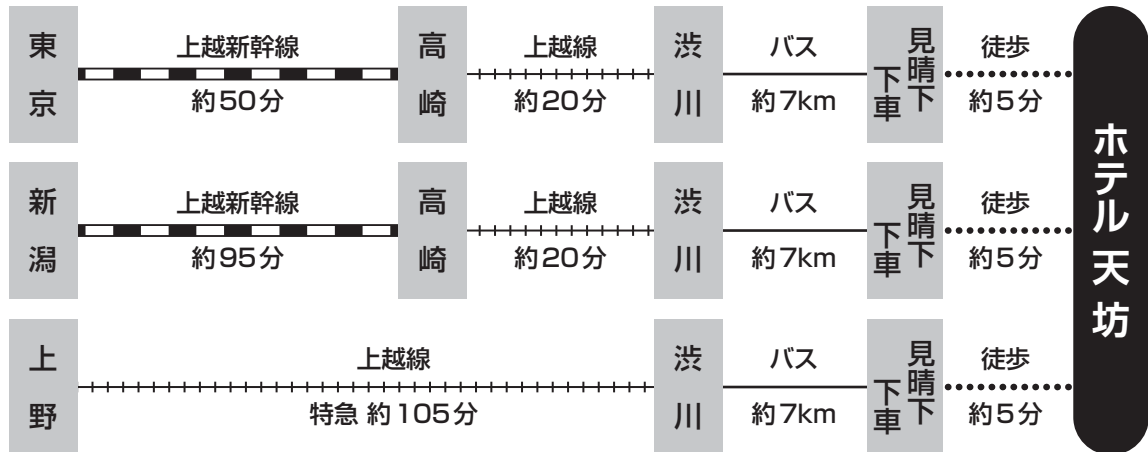 東京
上越新幹線
約50分
高崎
上越線
約20分
渋川
バス
約7km
見晴下
下車
徒歩
約5分
新潟
上越新幹線
約95分
高崎
上越線
約20分
渋川
バス
約7km
見晴下
下車
徒歩
約5分
上野
上越線
特急 約105分
渋川
バス
約7km
見晴下
下車
徒歩
約5分
ホテル 天坊